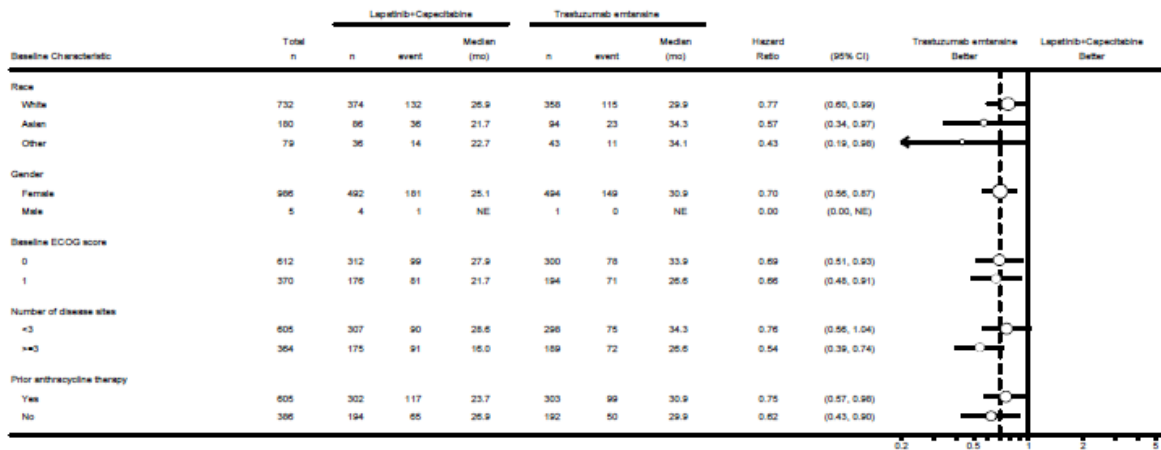 Lapatinib+Capecitabine Trastuzumab emtansine
Total Median Median Hazard Trastuzumab emtansine Lapatinib+Capecitabine
Baseline Characteristic n n event (mo) n event (mo) Ratio (95% CI) Better Better
Race
White 732 374 132 26.9 358 115 29.9 0.77 (0.60, 0.99)
Asian 180 86 36 21.7 94 23 34.3 0.57 (0.34, 0.97)
Other 79 36 14 22.7 43 11 34.1 0.43 (0.19, 0.98)
Gender
Female 986 492 181 25.1 494 149 30.9 0.70 (0.56, 0.87)
Male 5 4 1 NE 1 0 NE 0.00 (0.00, NE)
Baseline ECOG score
0 612 312 99 27.9 300 78 33.9 0.69 (0.51, 0.93)
1 370 176 81 21.7 194 71 26.6 0.66 (0.48, 0.91)
Number of disease sites
<3 605 307 90 28.6 298 75 34.3 0.76 (0.56, 1.04)
>=3 364 175 91 16.0 189 72 26.6 0.54 (0.39, 0.74)
Prior anthracycline therapy
Yes 605 302 117 23.7 303 99 30.9 0.75 (0.57, 0.98)
No 386 194 65 26.9 192 50 29.9 0.62 (0.43, 0.90)
0.2 0.5 1 2 5